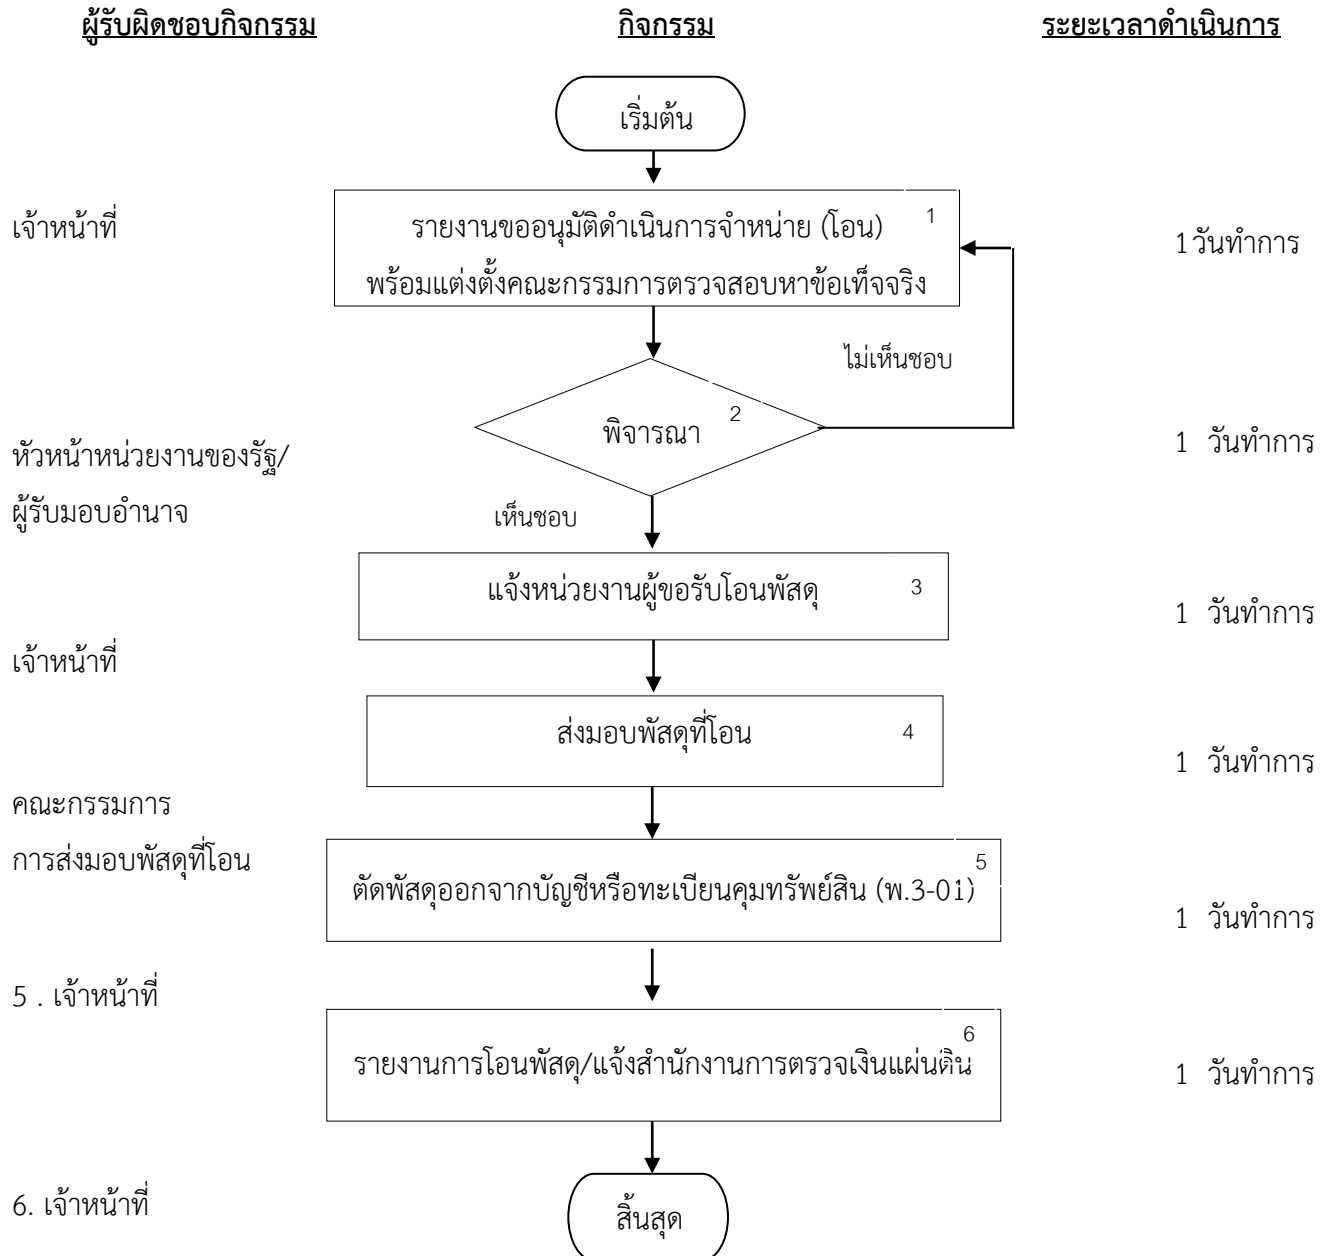 ผู้รับผิดชอบกิจกรรม กิจกรรม ระยะเวลาดำเนินการ
เริ่มต้น
เจ้าหน้าที่
รายงานขออนุมัติดำเนินการจำหน่าย (โอน) 1
พร้อมแต่งตั้งคณะกรรมการตรวจสอบหาข้อเท็จจริง
1 วันทำการ
ไม่เห็นชอบ
พิจารณา 2
หัวหน้าหน่วยงานของรัฐ/
ผู้รับมอบอำนาจ
1 วันทำการ
เห็นชอบ
แจ้งหน่วยงานผู้ขอรับโอนพัสดุ 3
1 วันทำการ
เจ้าหน้าที่
ส่งมอบพัสดุที่โอน 4
1 วันทำการ
คณะกรรมการ
การส่งมอบพัสดุที่โอน
ตัดพัสดุออกจากบัญชีหรือทะเบียนคุมทรัพย์สิน (พ.3-01) 5
1 วันทำการ
5 . เจ้าหน้าที่
รายงานการโอนพัสดุ/แจ้งสำนักงานการตรวจเงินแผ่นดิน 6
1 วันทำการ
6. เจ้าหน้าที่
สิ้นสุด